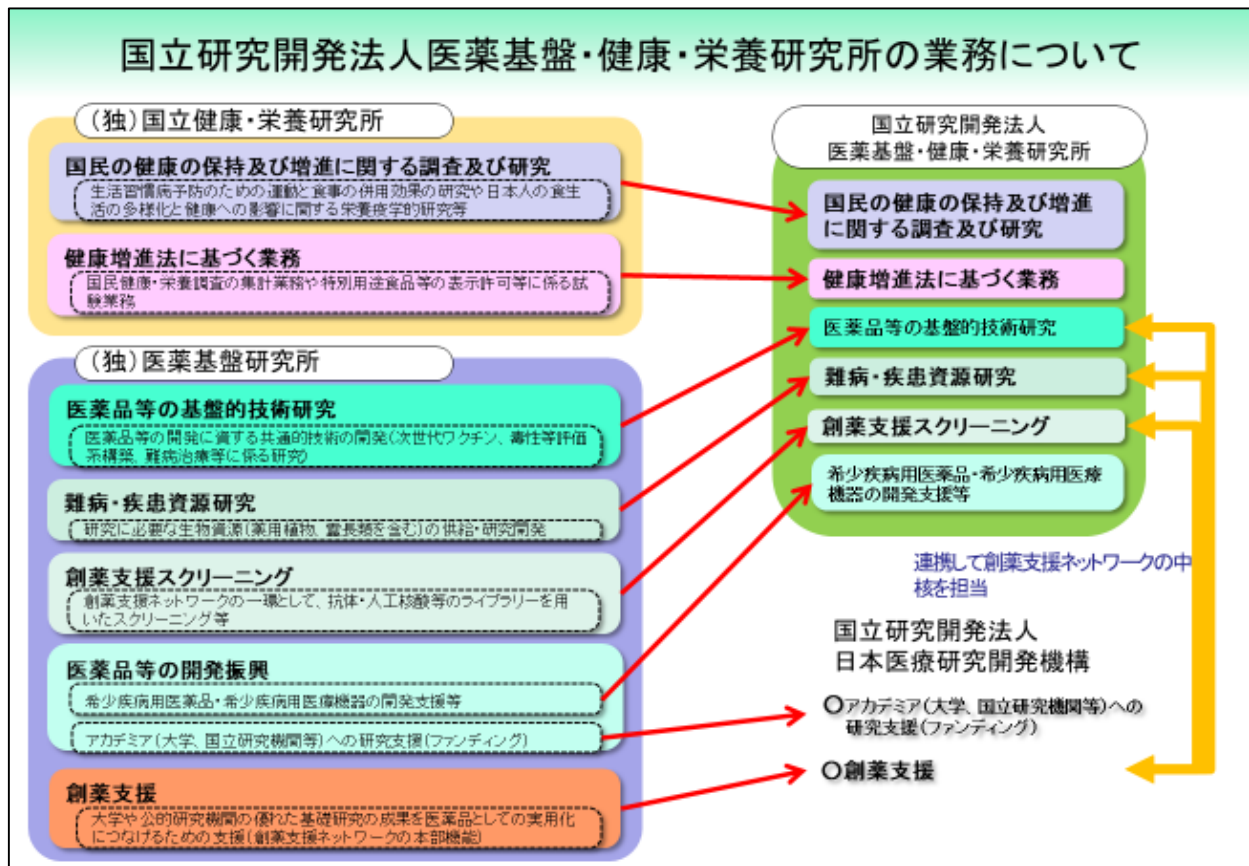 国立研究開発法人医薬基盤・健康・栄養研究所の業務について
(独)国立健康・栄養研究所
国民の健康の保持及び増進に関する調査及び研究
生活習慣病予防のための運動と食事の併用効果の研究や日本人の食生
活の多様化と健康への影響に関する栄養疫学的研究等
健康増進法に基づく業務
国民健康・栄養調査の集計業務や特別用途食品等の表示許可等に係る試
験業務
(独)医薬基盤研究所
医薬品等の基盤的技術研究
医薬品等の開発に資する共通的技術の開発(次世代ワクチン、毒性等評価
系構築、難病治療等に係る研究)
難病・疾患資源研究
研究に必要な生物資源(薬用植物、霊長類を含む)の供給・研究開発
創薬支援スクリーニング
創薬支援ネットワークの一環として、抗体・人工核酸等のライブラリーを用
いたスクリーニング等
医薬品等の開発振興
希少疾病用医薬品・希少疾病用医療機器の開発支援等
アカデミア(大学、国立研究機関等)への研究支援(ファンディング)
創薬支援
大学や公的研究機関の優れた基礎研究の成果を医薬品としての実用化
につなげるための支援(創薬支援ネットワークの本部機能)
国立研究開発法人
医薬基盤・健康・栄養研究所
国民の健康の保持及び増進
に関する調査及び研究
健康増進法に基づく業務
医薬品等の基盤的技術研究
難病・疾患資源研究
創薬支援スクリーニング
希少疾病用医薬品・希少疾病用医療
機器の開発支援等
連携して創薬支援ネットワークの中
核を担当
国立研究開発法人
日本医療研究開発機構
〇アカデミア(大学、国立研究機関等)への
研究支援(ファンディング)
〇創薬支援